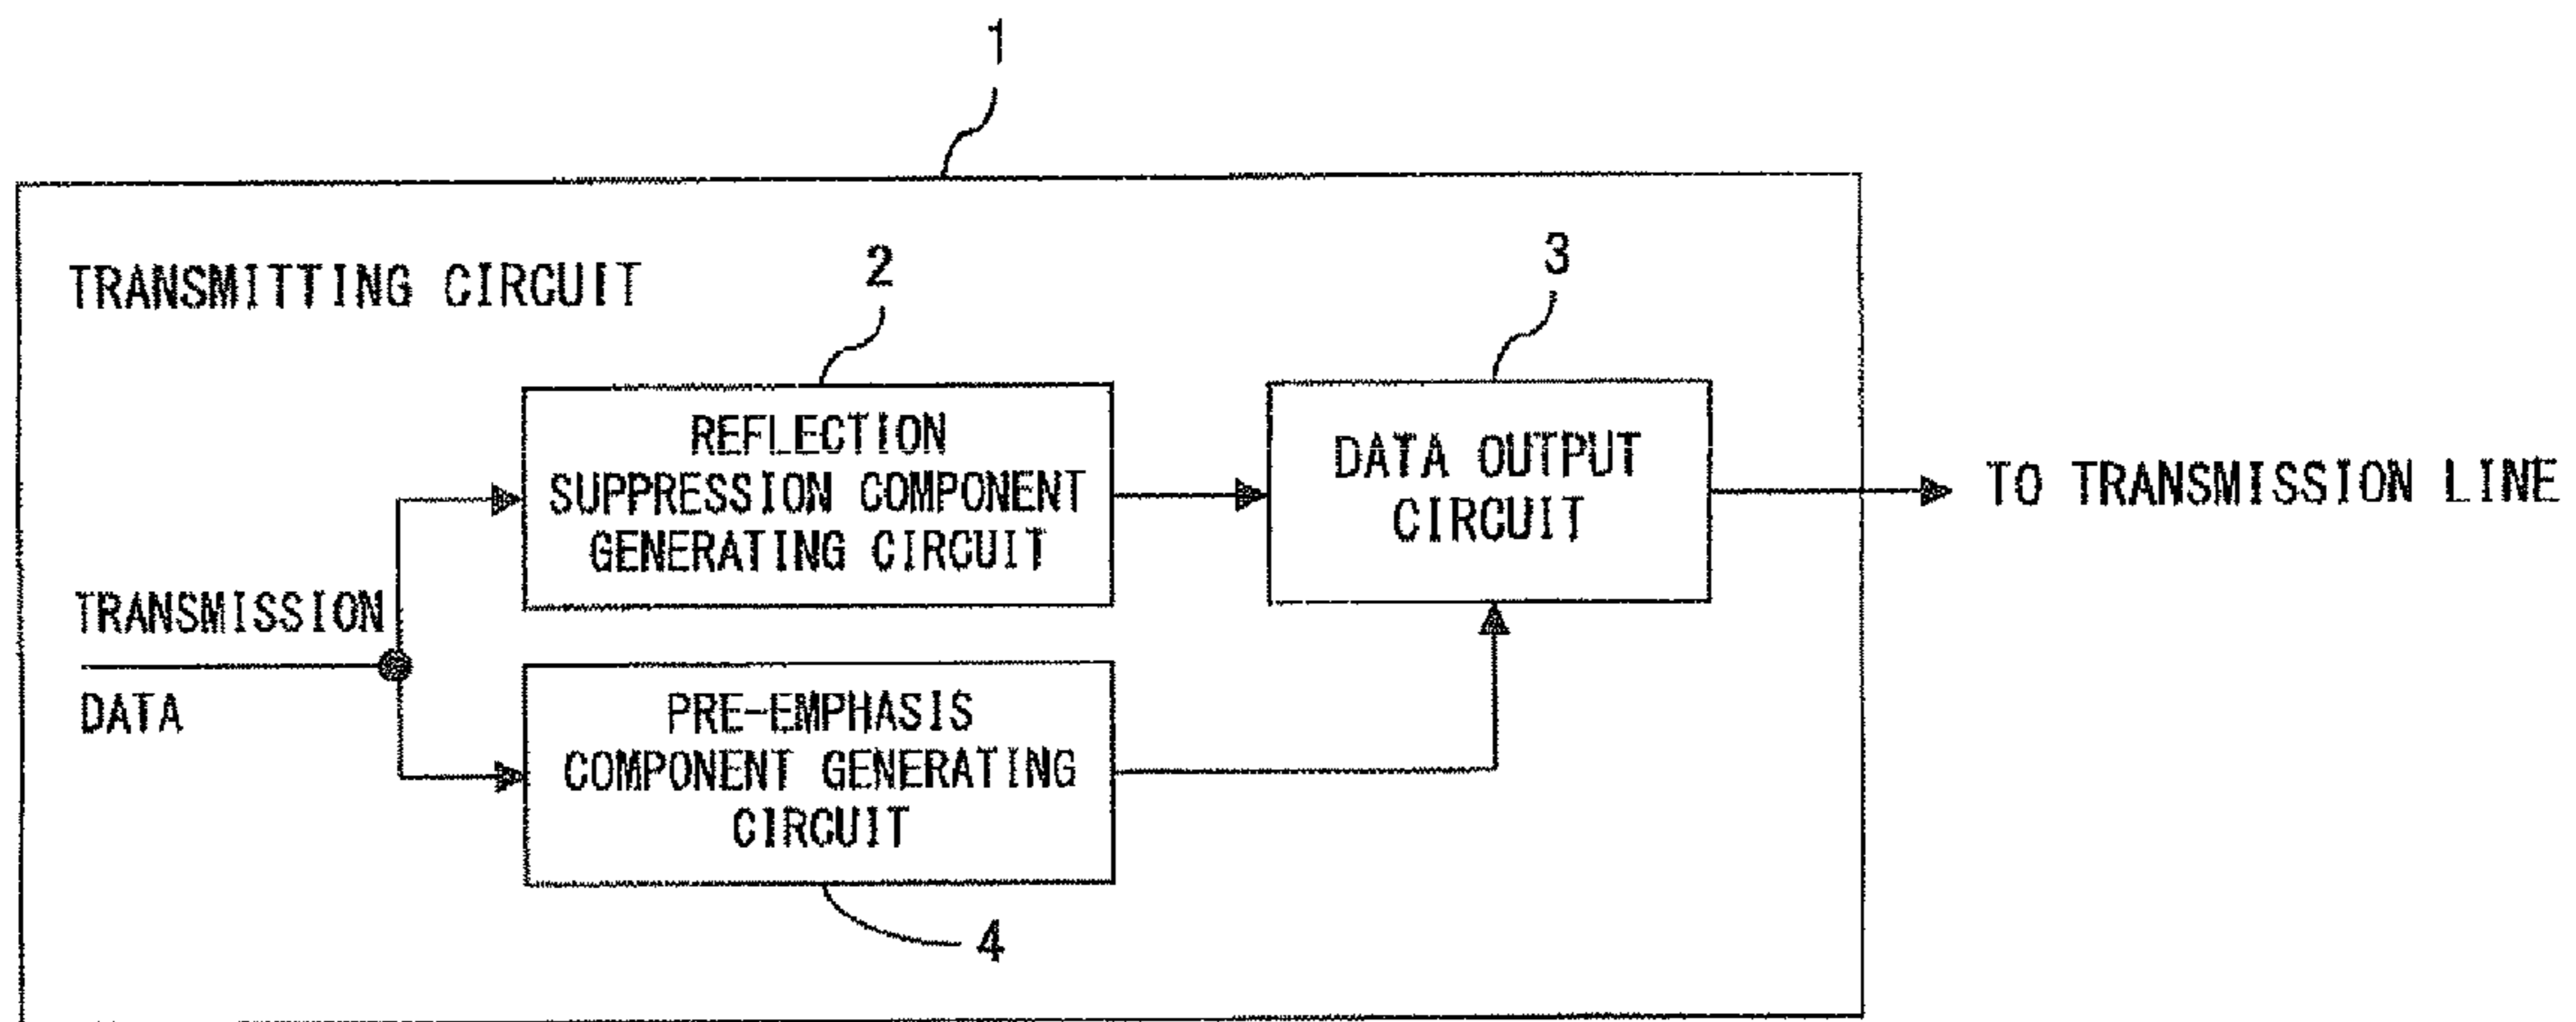 1
TRANSMITTING CIRCUIT
2
3
REFLECTION
SUPPRESSION COMPONENT
GENERATING CIRCUIT
DATA OUTPUT
CIRCUIT
TO TRANSMISSION LINE
TRANSMISSION
DATA
PRE-EMPHASIS
COMPONENT GENERATING
CIRCUIT
4